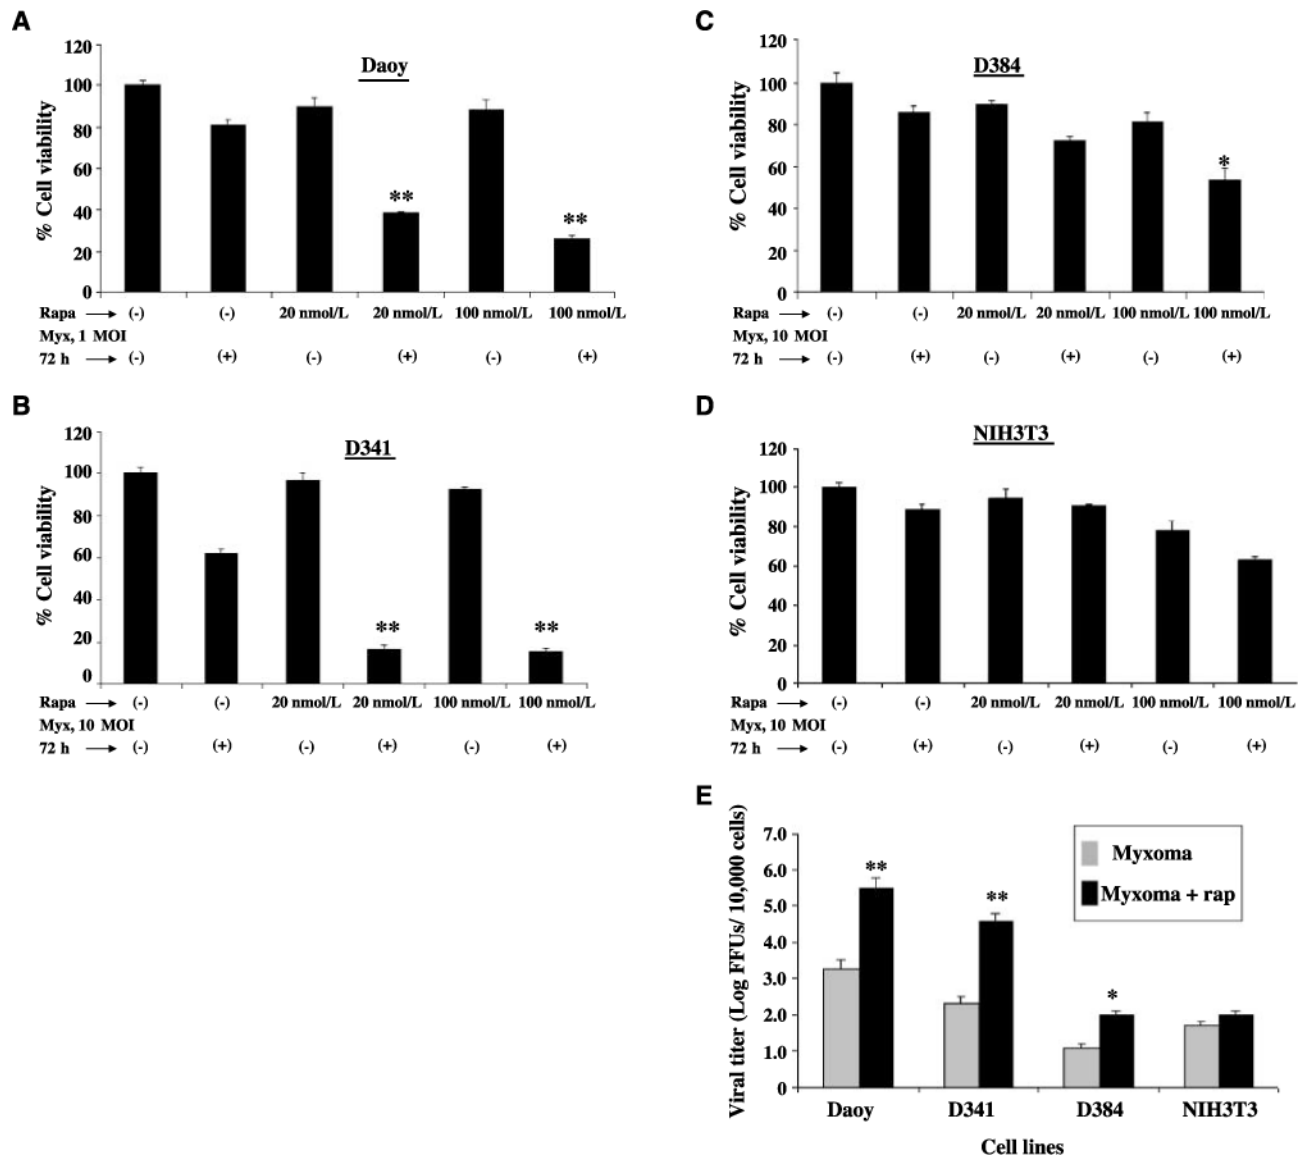 A
Daoy
% Cell viability
120
100
80
60
40
20
0
**
**
Rapa → (-) (-) 20 nmol/L 20 nmol/L 100 nmol/L 100 nmol/L
Myx, 1 MOI
72 h → (-) (+) (-) (+) (-) (+)
B
D341
% Cell viability
120
100
80
60
40
20
0
**
**
Rapa → (-) (-) 20 nmol/L 20 nmol/L 100 nmol/L 100 nmol/L
Myx, 10 MOI
72 h → (-) (+) (-) (+) (-) (+)
C
D384
% Cell viability
120
100
80
60
40
20
0
*
Rapa → (-) (-) 20 nmol/L 20 nmol/L 100 nmol/L 100 nmol/L
Myx, 10 MOI
72 h → (-) (+) (-) (+) (-) (+)
D
NIH3T3
% Cell viability
120
100
80
60
40
20
0
Rapa → (-) (-) 20 nmol/L 20 nmol/L 100 nmol/L 100 nmol/L
Myx, 10 MOI
72 h → (-) (+) (-) (+) (-) (+)
E
Viral titer (Log FFUs/ 10,000 cells)
7.0
6.0
5.0
4.0
3.0
2.0
1.0
0
**
**
*
Myxoma
Myxoma + rap
Daoy D341 D384 NIH3T3
Cell lines